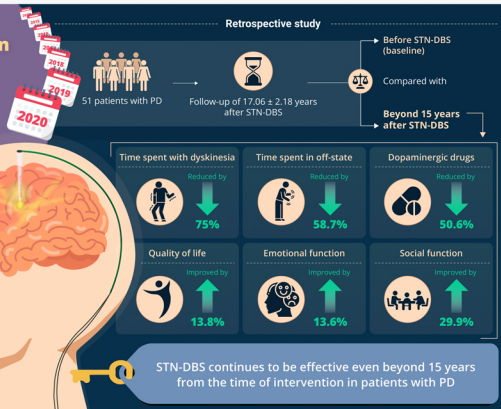 n
Retrospective study
2018
2019
2020
51 patients with PD
Follow-up of 17.06 ± 2.18 years
after STN-DBS
Before STN-DBS
(baseline)
Compared with
Beyond 15 years
after STN-DBS
Time spent with dyskinesia
Reduced by
75%
Time spent in off-state
Reduced by
58.7%
Dopaminergic drugs
Reduced by
50.6%
Quality of life
Improved by
13.8%
Emotional function
Improved by
13.6%
Social function
Improved by
29.9%
STN-DBS continues to be effective even beyond 15 years
from the time of intervention in patients with PD